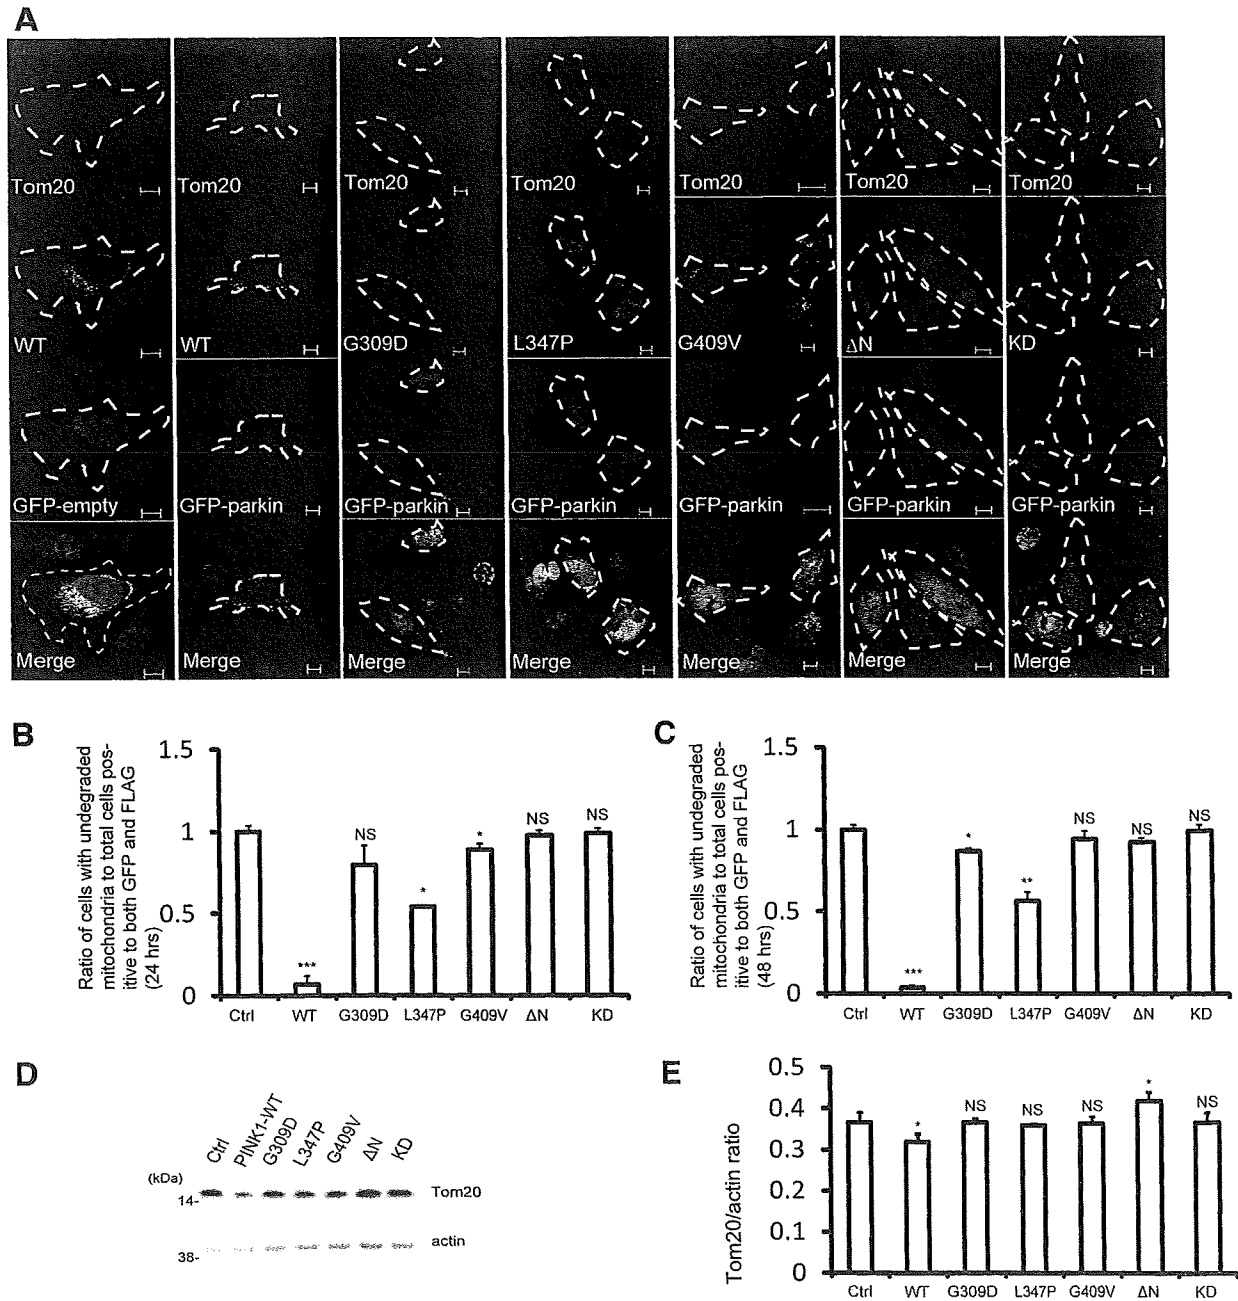 A
Tom20 Tom20 Tom20 Tom20 Tom20 Tom20 Tom20
WT WT G309D L347P G409V ΔN KD
GFP-empty GFP-parkin GFP-parkin GFP-parkin GFP-parkin GFP-parkin GFP-parkin
Merge Merge Merge Merge Merge Merge Merge
B
Ratio of cells with undegraded
mitochondria to total cells pos-
itive to both GFP and FLAG
(24 hrs)
1.5
1
0.5
0
*** NS * * NS NS
Ctrl WT G309D L347P G409V ΔN KD
C
Ratio of cells with undegraded
mitochondria to total cells pos-
itive to both GFP and FLAG
(48 hrs)
1.5
1
0.5
0
*** * ** NS NS NS
Ctrl WT G309D L347P G409V ΔN KD
D
Ctrl PINK1-WT G309D L347P G409V ΔN KD
(kDa)
14- Tom20
38- actin
E
Tom20/actin ratio
0.5
0.4
0.3
0.2
0.1
0
* NS NS NS * NS
Ctrl WT G309D L347P G409V ΔN KD